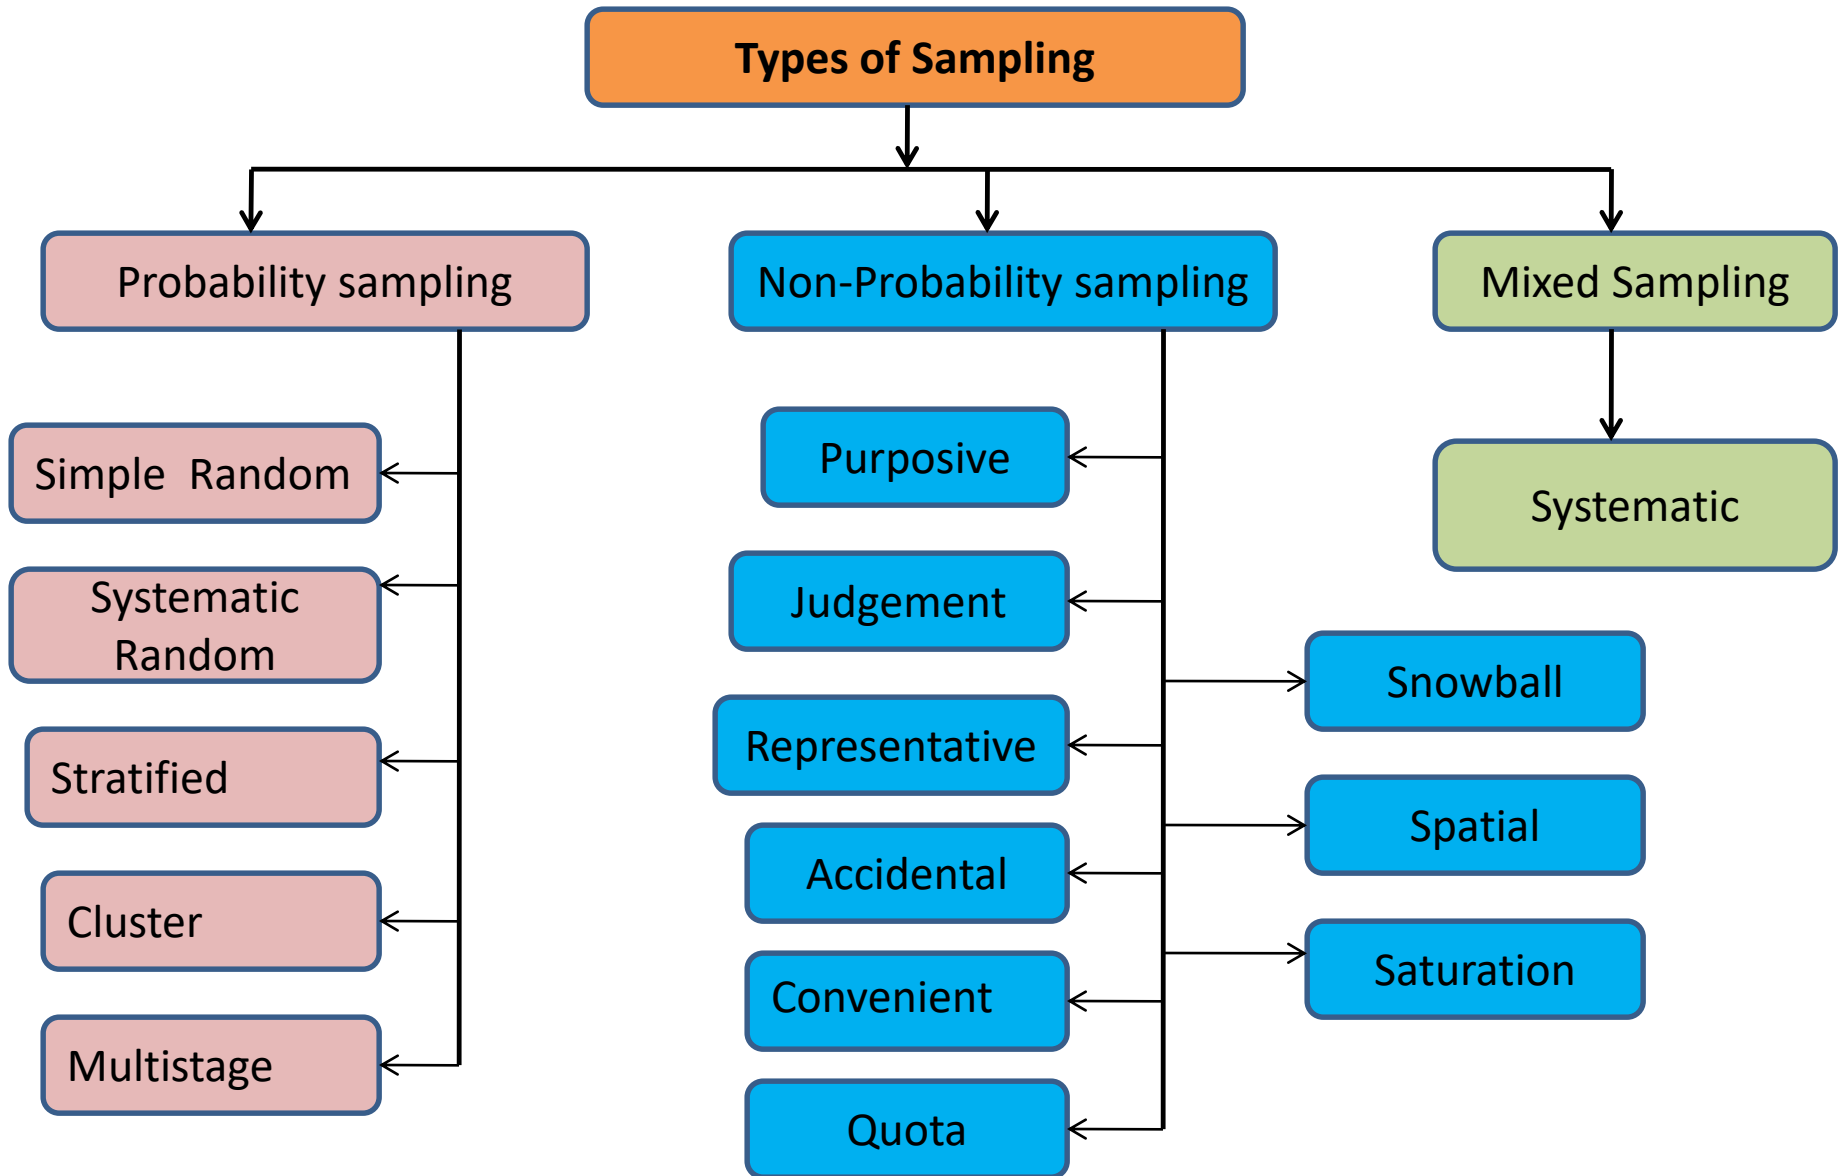 Types of Sampling
Probability sampling
Non-Probability sampling
Mixed Sampling
Simple  Random
Systematic
Random
Stratified
Cluster
Multistage
Purposive
Judgement
Representative
Accidental
Convenient
Quota
Snowball
Spatial
Saturation
Systematic